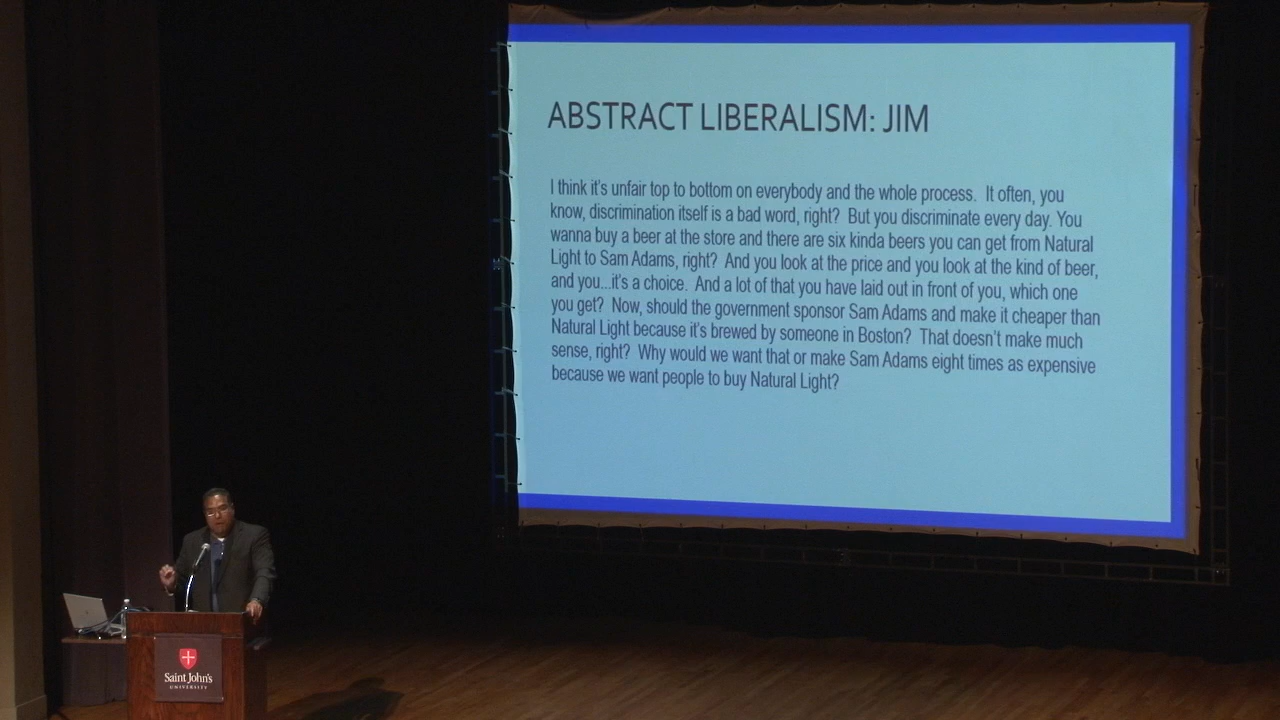 ABSTRACT LIBERALISM: JIM
I think it's unfair top to bottom on everybody and the whole process.  It often, you
know, discrimination itself is a bad word, right?  But you discriminate every day. You
wanna buy a beer at the store and there are six kinda beers you can get from Natural
Light to Sam Adams, right?  And you look at the price and you look at the kind of beer,
and you...it's a choice.  And a lot of that you have laid out in front of you, which one
you get?  Now, should the government sponsor Sam Adams and make it cheaper than
Natural Light because it's brewed by someone in Boston?  That doesn't make much
sense, right?  Why would we want that or make Sam Adams eight times as expensive
because we want people to buy Natural Light?
Saint John's
UNIVERSITY